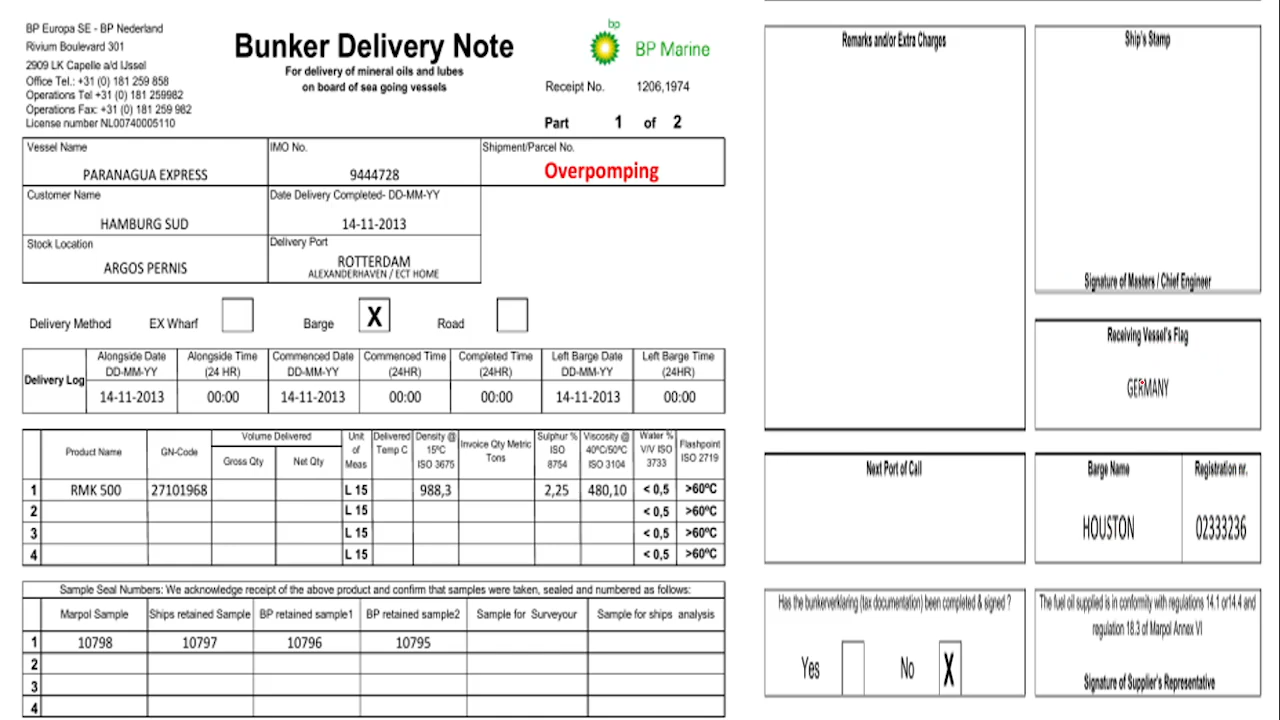 BP Europa SE - BP Nederland
Rivium Boulevard 301
2909 LK Capelle a/d IJssel
Office Tel.: +31 (0) 181 259 858
Operations Tel +31 (0) 181 259982
Operations Fax: +31 (0) 181 259 982
License number NL00740005110
Bunker Delivery Note
For delivery of mineral oils and lubes
on board of sea going vessels
bp
BP Marine
Receipt No. 1206,1974
Part 1 of 2
Vessel Name IMO No. Shipment/Parcel No.
PARANAGUA EXPRESS 9444728 Overpomping
Customer Name Date Delivery Completed- DD-MM-YY
HAMBURG SUD 14-11-2013
Stock Location Delivery Port
ARGOS PERNIS ROTTERDAM
ALEXANDERHAVEN / ECT HOME
Delivery Method EX Wharf Barge X Road
Alongside Date Alongside Time Commenced Date Commenced Time Completed Time Left Barge Date Left Barge Time
DD-MM-YY (24 HR) DD-MM-YY (24HR) (24HR) DD-MM-YY (24HR)
Delivery Log
14-11-2013 00:00 14-11-2013 00:00 00:00 14-11-2013 00:00
Product Name GN-Code Volume Delivered Gross Qty Net Qty Unit of Meas Delivered Temp C Density @ 15ºC ISO 3675 Invoice Qty Metric Tons Sulphur % ISO 8754 Viscosity @ 40ºC/50ºC ISO 3104 Water % V/V ISO 3733 Flashpoint ISO 2719
1 RMK 500 27101968 L 15 988,3 2,25 480,10 < 0,5 >60ºC
2 L 15 < 0,5 >60ºC
3 L 15 < 0,5 >60ºC
4 L 15 < 0,5 >60ºC
Sample Seal Numbers: We acknowledge receipt of the above product and confirm that samples were taken, sealed and numbered as follows:
Marpol Sample Ships retained Sample BP retained sample1 BP retained sample2 Sample for Surveyour Sample for ships analysis
1 10798 10797 10796 10795
2
3
4
Remarks and/or Extra Charges
Ship's Stamp
Signature of Masters / Chief Engineer
Receiving Vessel's Flag
GERMANY
Next Port of Call
Barge Name Registration nr.
HOUSTON 02333236
Has the bunkerverklaring (tax documentation) been completed & signed ?
Yes No X
The fuel oil supplied is in conformity with regulations 14.1 or14.4 and
regulation 18.3 of Marpol Annex VI
Signature of Supplier's Representative